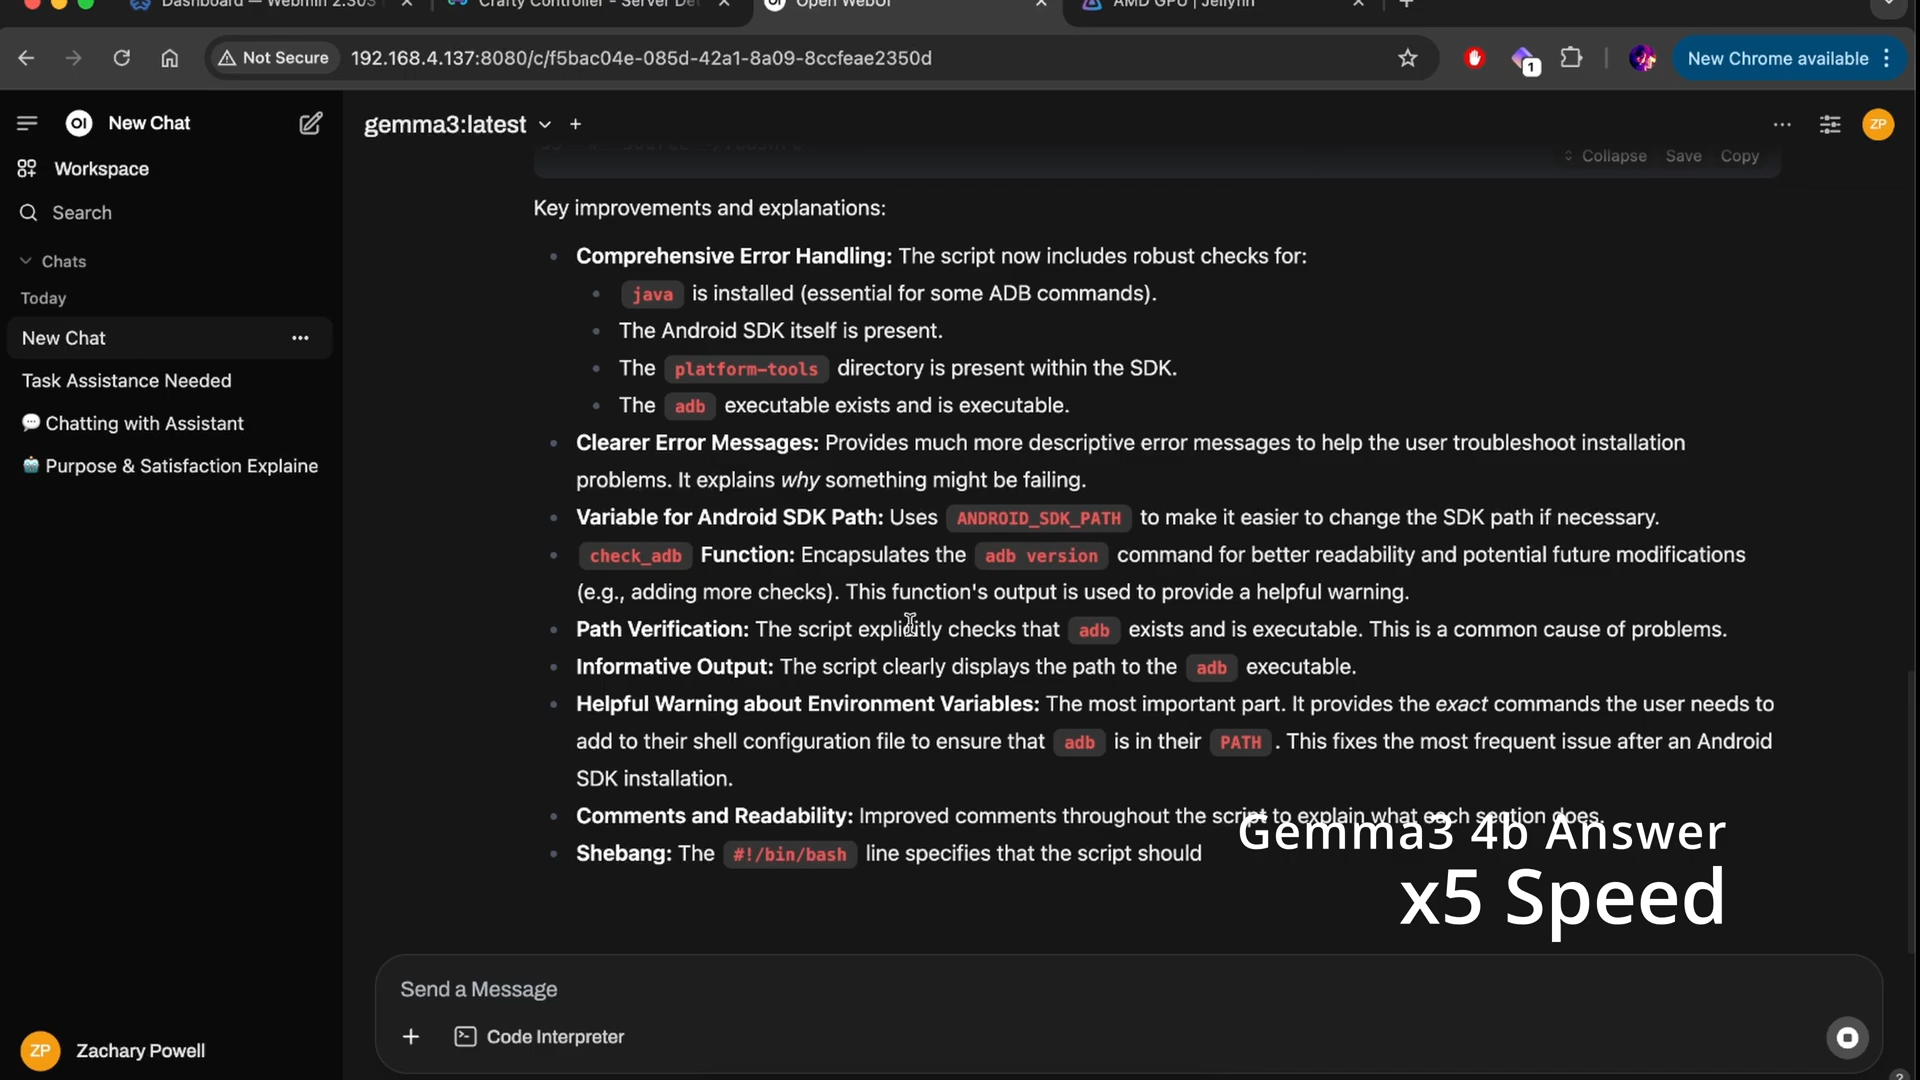 Dashboard — Webmin 2.303
Crafty Controller - Server De
Open WebUI
AMD GPU | Jellyfin
Not Secure
192.168.4.137:8080/c/f5bac04e-085d-42a1-8a09-8ccfeae2350d
1
New Chrome available
OI
New Chat
gemma3:latest
ZP
Collapse
Save
Copy
Workspace
Search
Chats
Today
New Chat
Task Assistance Needed
Chatting with Assistant
Purpose & Satisfaction Explaine
Key improvements and explanations:
Comprehensive Error Handling: The script now includes robust checks for:
java is installed (essential for some ADB commands).
The Android SDK itself is present.
The platform-tools directory is present within the SDK.
The adb executable exists and is executable.
Clearer Error Messages: Provides much more descriptive error messages to help the user troubleshoot installation
problems. It explains why something might be failing.
Variable for Android SDK Path: Uses ANDROID_SDK_PATH to make it easier to change the SDK path if necessary.
check_adb Function: Encapsulates the adb version command for better readability and potential future modifications
(e.g., adding more checks). This function's output is used to provide a helpful warning.
Path Verification: The script explicitly checks that adb exists and is executable. This is a common cause of problems.
Informative Output: The script clearly displays the path to the adb executable.
Helpful Warning about Environment Variables: The most important part. It provides the exact commands the user needs to
add to their shell configuration file to ensure that adb is in their PATH . This fixes the most frequent issue after an Android
SDK installation.
Comments and Readability: Improved comments throughout the script to explain what each section does.
Shebang: The #!/bin/bash line specifies that the script should
Gemma3 4b Answer
x5 Speed
Send a Message
Code Interpreter
ZP
Zachary Powell
?